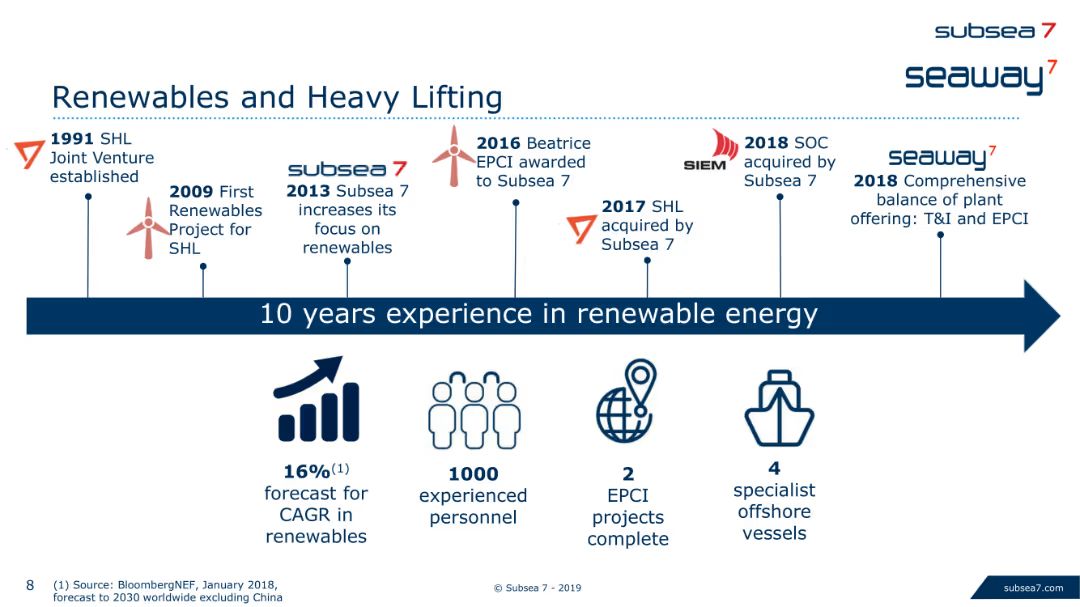 subsea 7
seaway7
Renewables and Heavy Lifting
1991 SHL
Joint Venture
established
2009 First
Renewables
Project for
SHL
subsea 7
2013 Subsea 7
increases its
focus on
renewables
2016 Beatrice
EPCI awarded
to Subsea 7
2017 SHL
acquired by
Subsea 7
SIEM
2018 SOC
acquired by
Subsea 7
seaway7
2018 Comprehensive
balance of plant
offering: T&I and EPCI
10 years experience in renewable energy
16%(1)
forecast for
CAGR in
renewables
1000
experienced
personnel
2
EPCI
projects
complete
4
specialist
offshore
vessels
8
(1) Source: BloombergNEF, January 2018,
forecast to 2030 worldwide excluding China
© Subsea 7 - 2019
subsea7.com